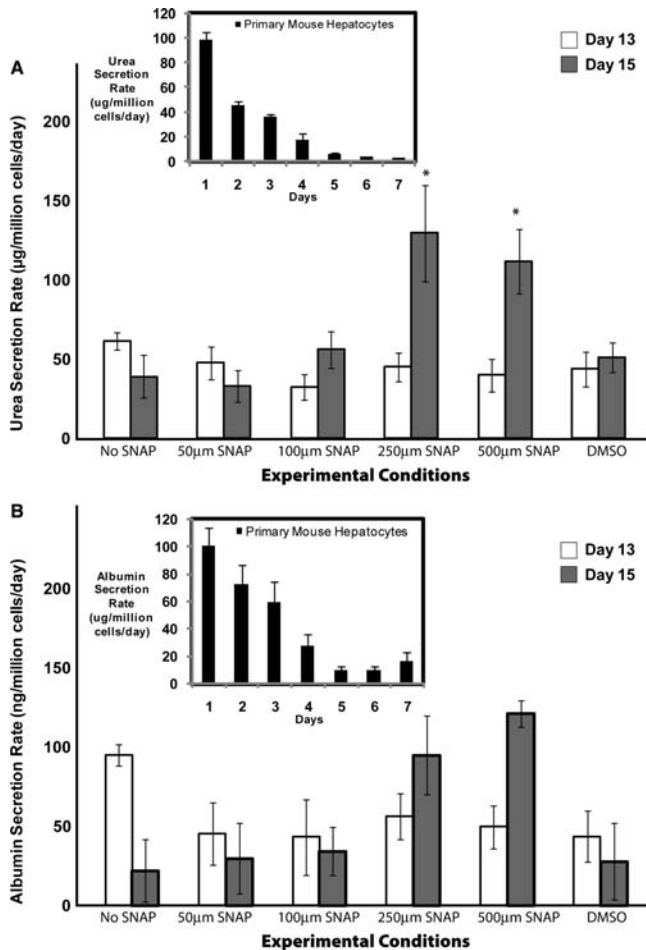 A
Urea Secretion Rate (µg/million cells/day)
200
150
100
50
0
Urea
Secretion
Rate
(ug/million
cells/day)
120
100
80
60
40
20
0
Primary Mouse Hepatocytes
1 2 3 4 5 6 7
Days
Day 13
Day 15
*
*
No SNAP 50µm SNAP 100µm SNAP 250µm SNAP 500µm SNAP DMSO
Experimental Conditions
B
Albumin Secretion Rate (ng/million cells/day)
200
150
100
50
0
Albumin
Secretion
Rate
(ug/million
cells/day)
120
100
80
60
40
20
0
Primary Mouse Hepatocytes
1 2 3 4 5 6 7
Days
Day 13
Day 15
No SNAP 50µm SNAP 100µm SNAP 250µm SNAP 500µm SNAP DMSO
Experimental Conditions